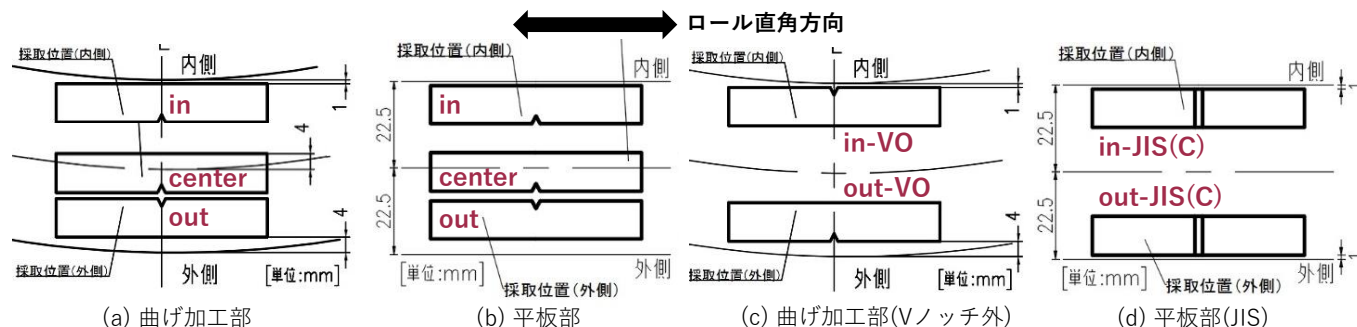 ロール直角方向
採取位置(内側)
内側
in
1
4
center
out
4
採取位置(外側)
外側
[単位:mm]
(a) 曲げ加工部
採取位置(内側)
内側
in
22.5
center
22.5
out
[単位:mm]
外側
採取位置(外側)
(b) 平板部
採取位置(内側)
内側
1
in-VO
out-VO
4
採取位置(外側)
外側
[単位:mm]
(c) 曲げ加工部(Vノッチ外)
採取位置(内側)
内側
1
22.5
in-JIS(C)
22.5
out-JIS(C)
1
[単位:mm]
外側
採取位置(外側)
(d) 平板部(JIS)